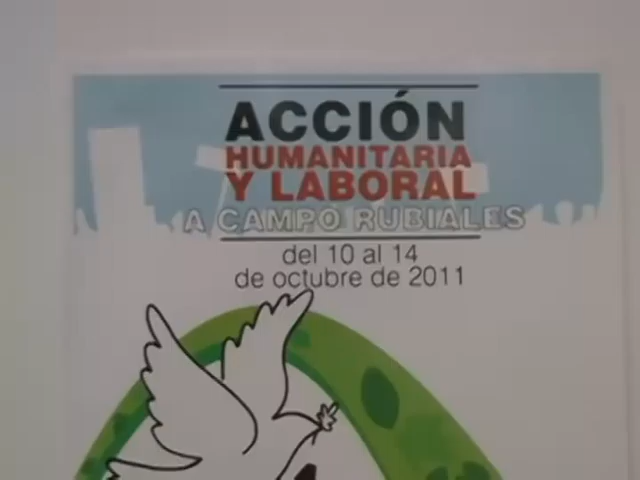 ACCIÓN
HUMANITARIA
Y LABORAL
A CAMPO RUBIALES
del 10 al 14
de octubre de 2011